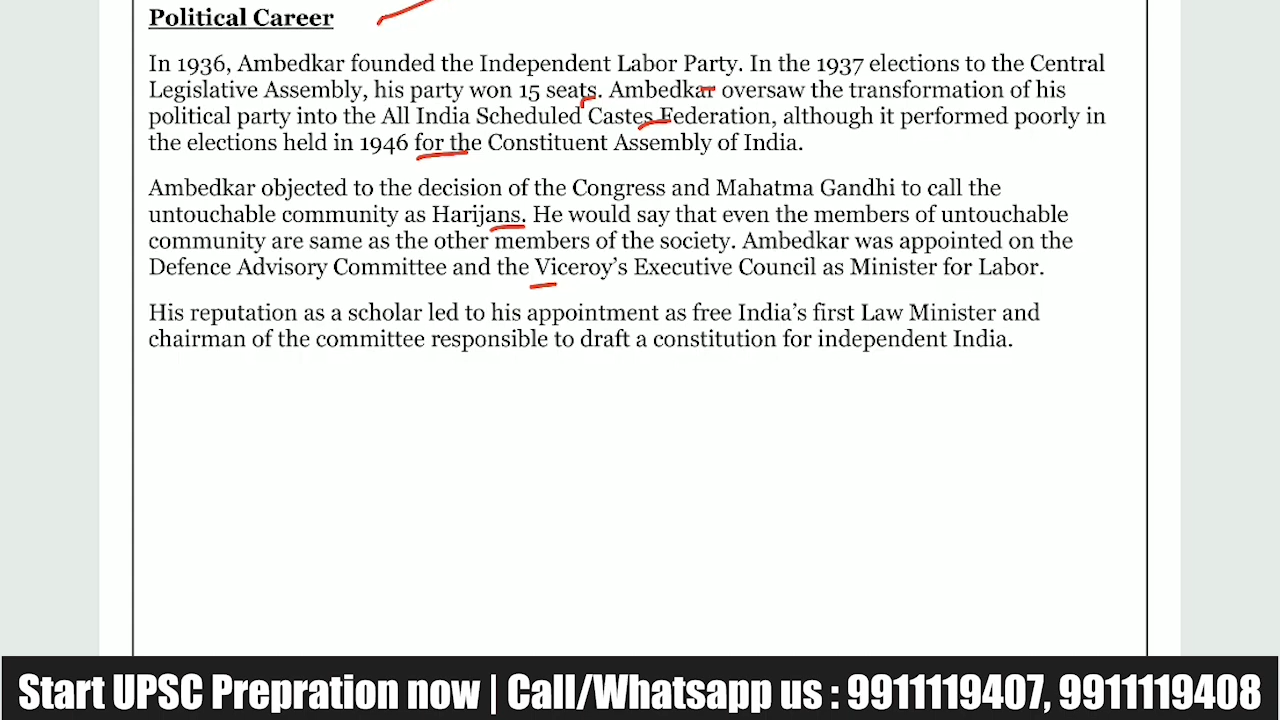 Political Career
In 1936, Ambedkar founded the Independent Labor Party. In the 1937 elections to the Central
Legislative Assembly, his party won 15 seats. Ambedkar oversaw the transformation of his
political party into the All India Scheduled Castes Federation, although it performed poorly in
the elections held in 1946 for the Constituent Assembly of India.
Ambedkar objected to the decision of the Congress and Mahatma Gandhi to call the
untouchable community as Harijans. He would say that even the members of untouchable
community are same as the other members of the society. Ambedkar was appointed on the
Defence Advisory Committee and the Viceroy’s Executive Council as Minister for Labor.
His reputation as a scholar led to his appointment as free India’s first Law Minister and
chairman of the committee responsible to draft a constitution for independent India.
Start UPSC Prepration now | Call/Whatsapp us : 9911119407, 9911119408